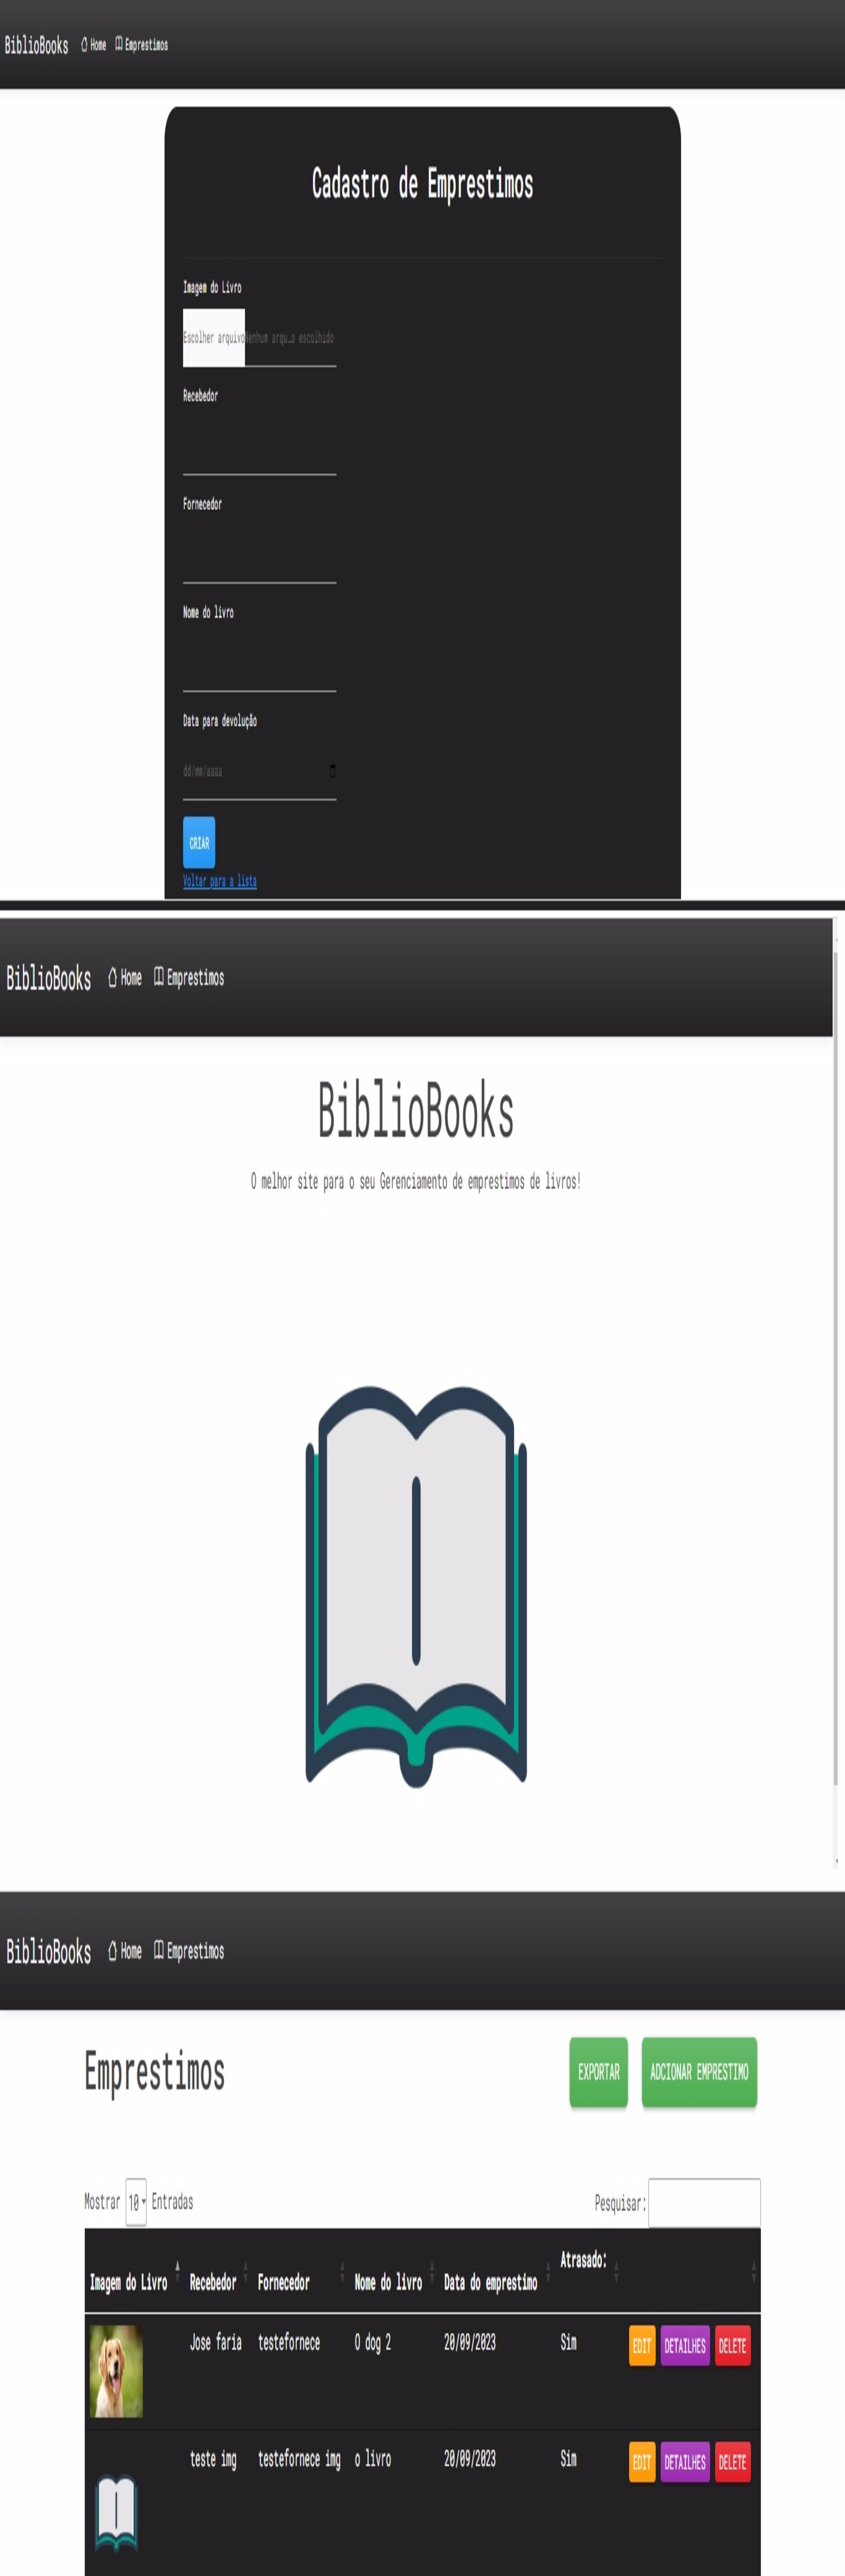 BiblioBooks Home Emprestimos
Cadastro de Emprestimos
Imagem do Livro
Escolher arquivo Nenhum arqu…o escolhido
Recebedor
Fornecedor
Nome do livro
Data para devolução
dd/mm/aaaa
CRIAR
Voltar para a lista
BiblioBooks Home Emprestimos
BiblioBooks
O melhor site para o seu Gerenciamento de emprestimos de livros!
BiblioBooks Home Emprestimos
Emprestimos EXPORTAR ADCIONAR EMPRESTIMO
Mostrar 10 Entradas Pesquisar:
Imagem do Livro Recebedor Fornecedor Nome do livro Data do emprestimo Atrasado:
Jose faria testefornece O dog 2 20/09/2023 Sim EDIT DETAILHES DELETE
teste img testefornece img o livro 20/09/2023 Sim EDIT DETAILHES DELETE